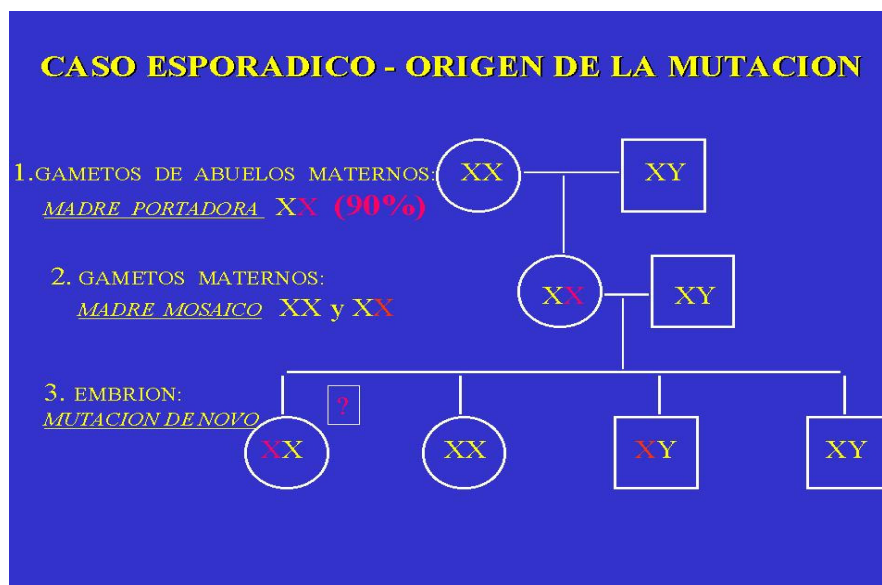 CASO ESPORADICO - ORIGEN DE LA MUTACION
1.GAMETOS DE ABUELOS MATERNOS:
MADRE PORTADORA XX (90%)
XX
XY
2. GAMETOS MATERNOS:
MADRE MOSAICO XX y XX
XX
XY
3. EMBRION:
MUTACION DE NOVO
?
XX
XX
XY
XY